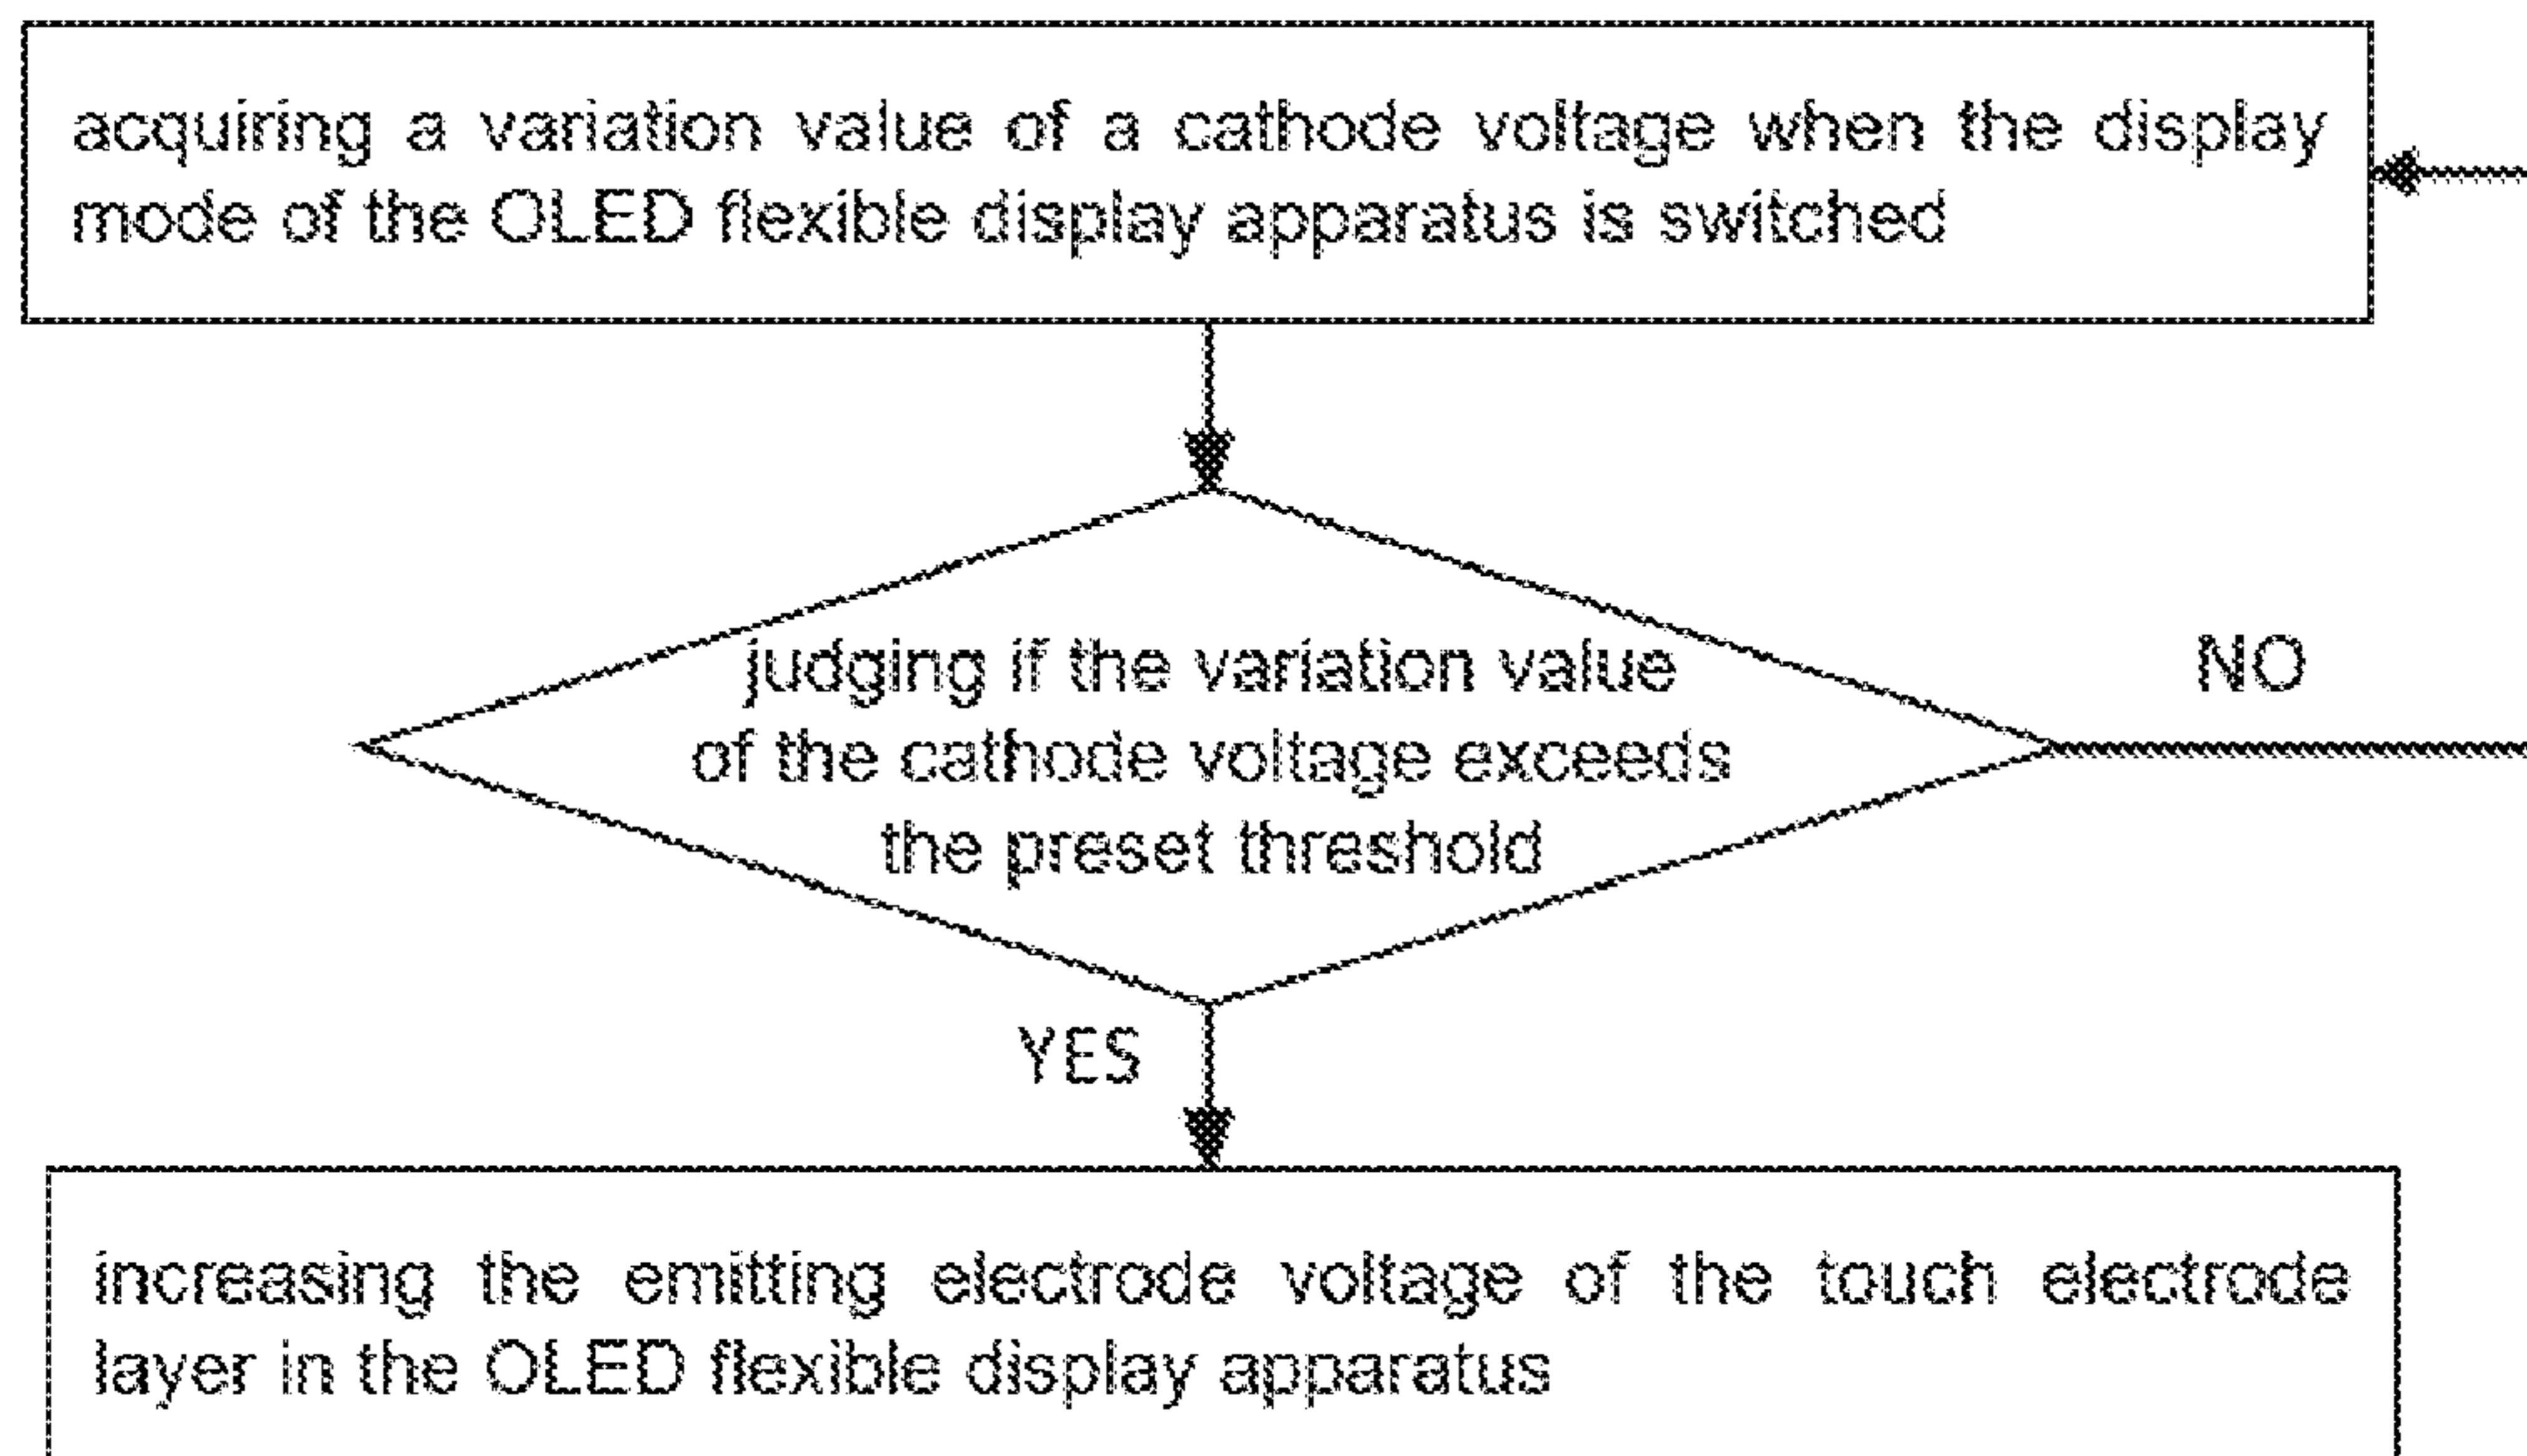 acquiring a variation value of a cathode voltage when the display
mode of the OLED flexible display apparatus is switched
judging if the variation value
of the cathode voltage exceeds
the preset threshold
NO
YES
increasing the emitting electrode voltage of the touch electrode
layer in the OLED flexible display apparatus